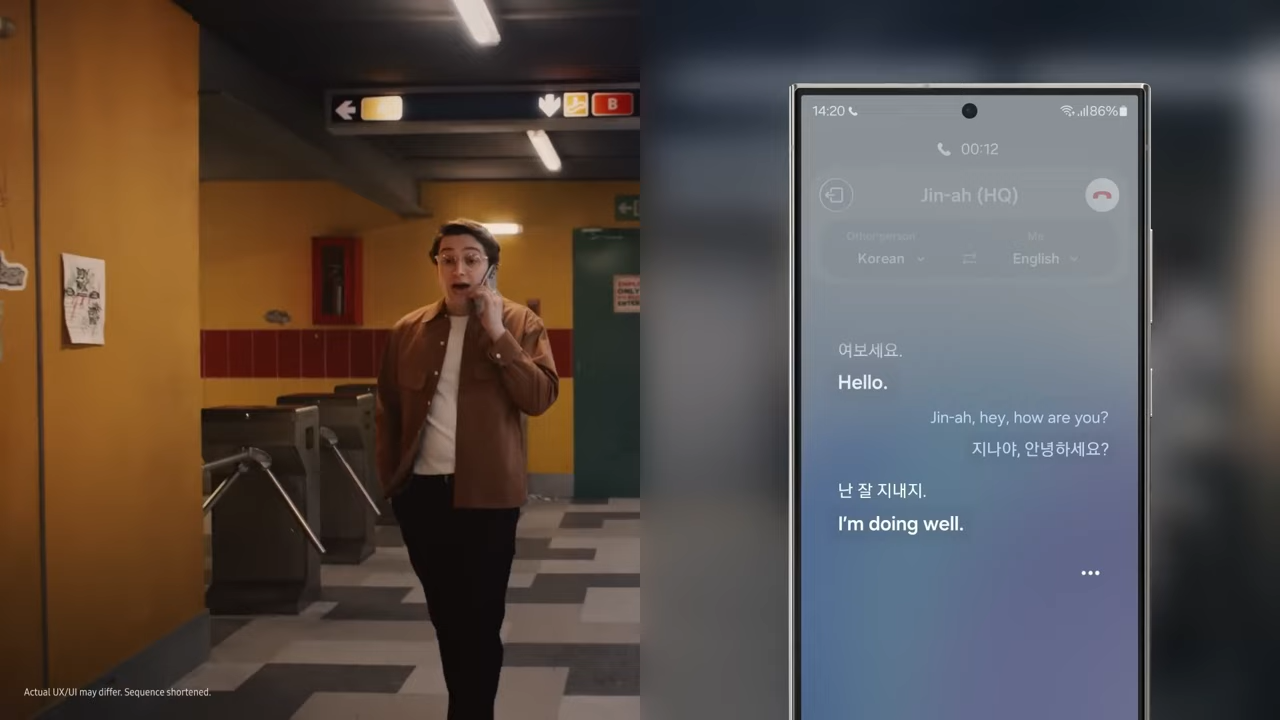 B
ONLY
14:20
86%
00:12
Jin-ah (HQ)
Other person
Me
Korean
English
여보세요.
Hello.
Jin-ah, hey, how are you?
지나야, 안녕하세요?
난 잘 지내지.
I'm doing well.
Actual UX/UI may differ. Sequence shortened.